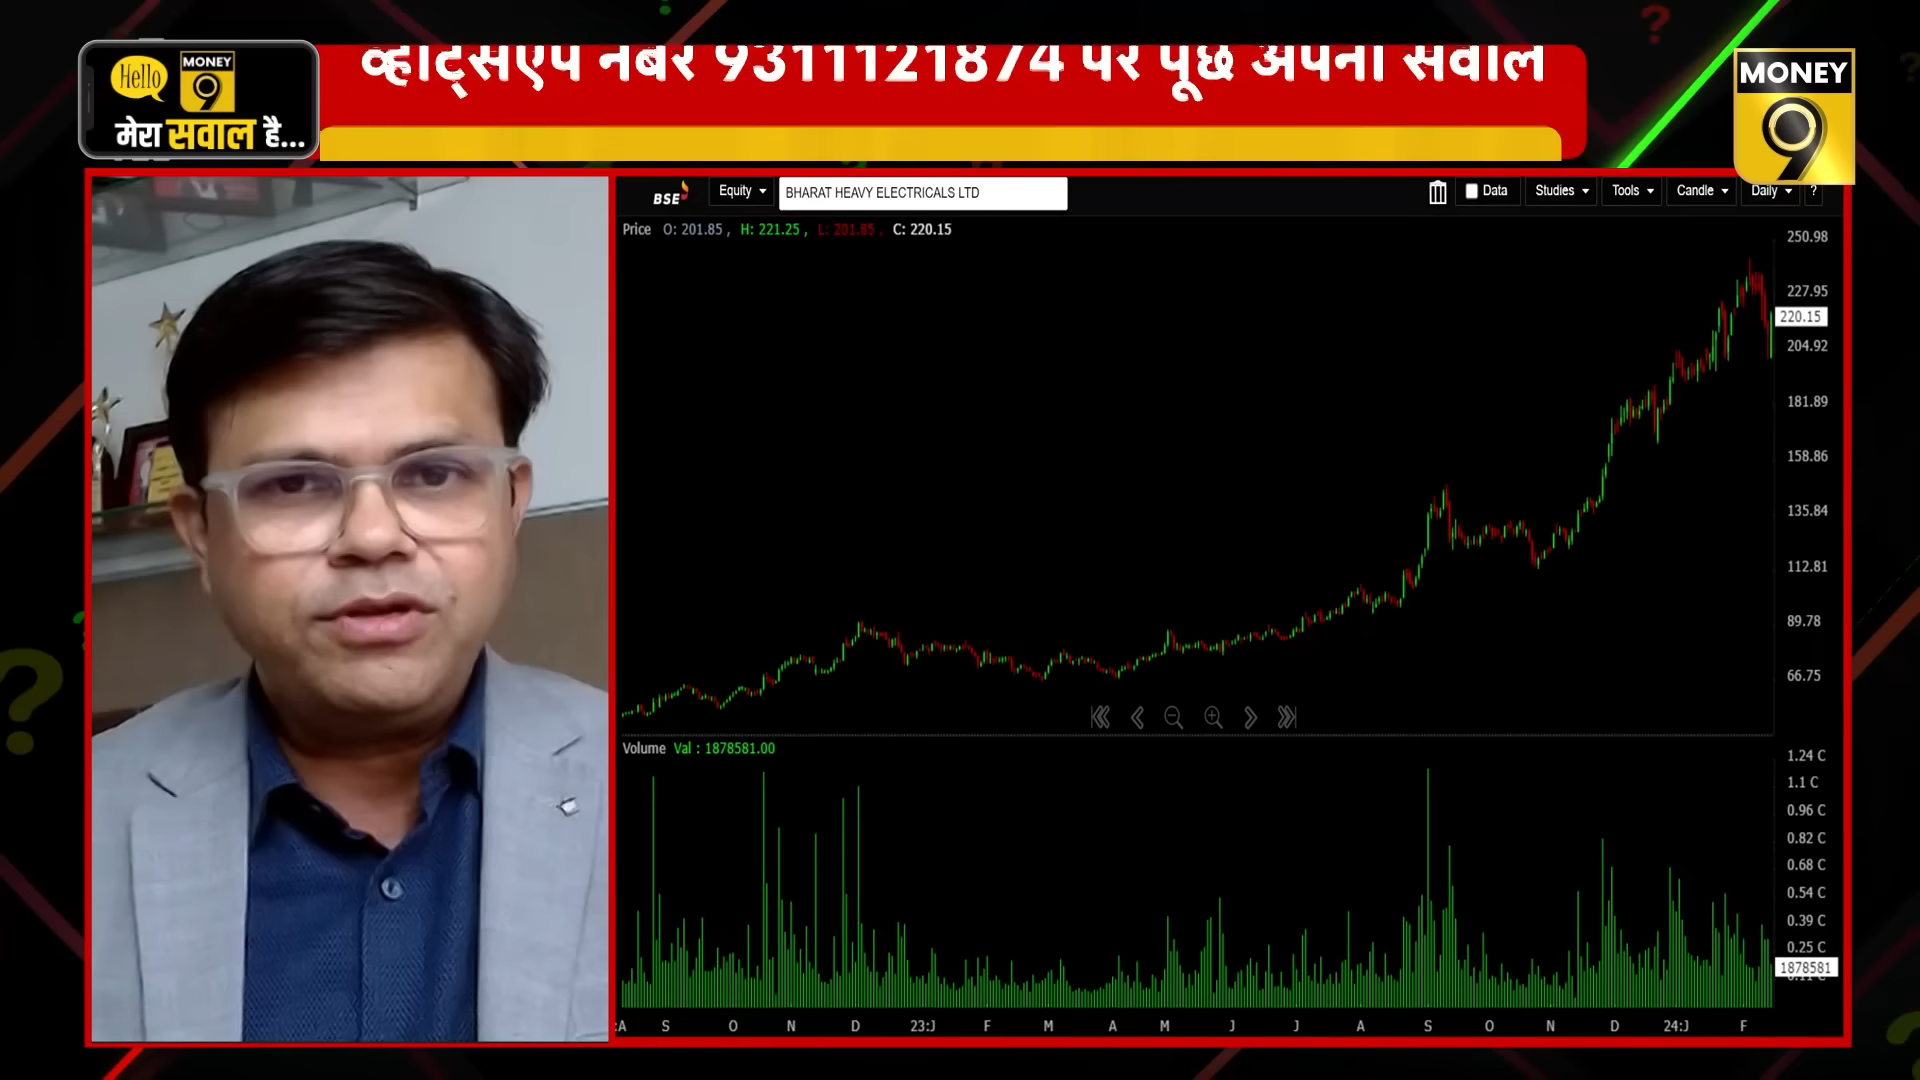 व्हाट्सएप नंबर 9311121874 पर पूछें अपना सवाल
Hello
MONEY
9
मेरा सवाल है...
MONEY
9
BSE
Equity
BHARAT HEAVY ELECTRICALS LTD
Data
Studies
Tools
Candle
Daily
?
Price O: 201.85 , H: 221.25 , L: 201.85 , C: 220.15
250.98
227.95
220.15
204.92
181.89
158.86
135.84
112.81
89.78
66.75
Volume Val : 1878581.00
1.24 C
1.1 C
0.96 C
0.82 C
0.68 C
0.54 C
0.39 C
0.25 C
1878581
0.11 C
:A S O N D 23:J F M A M J J A S O N D 24:J F